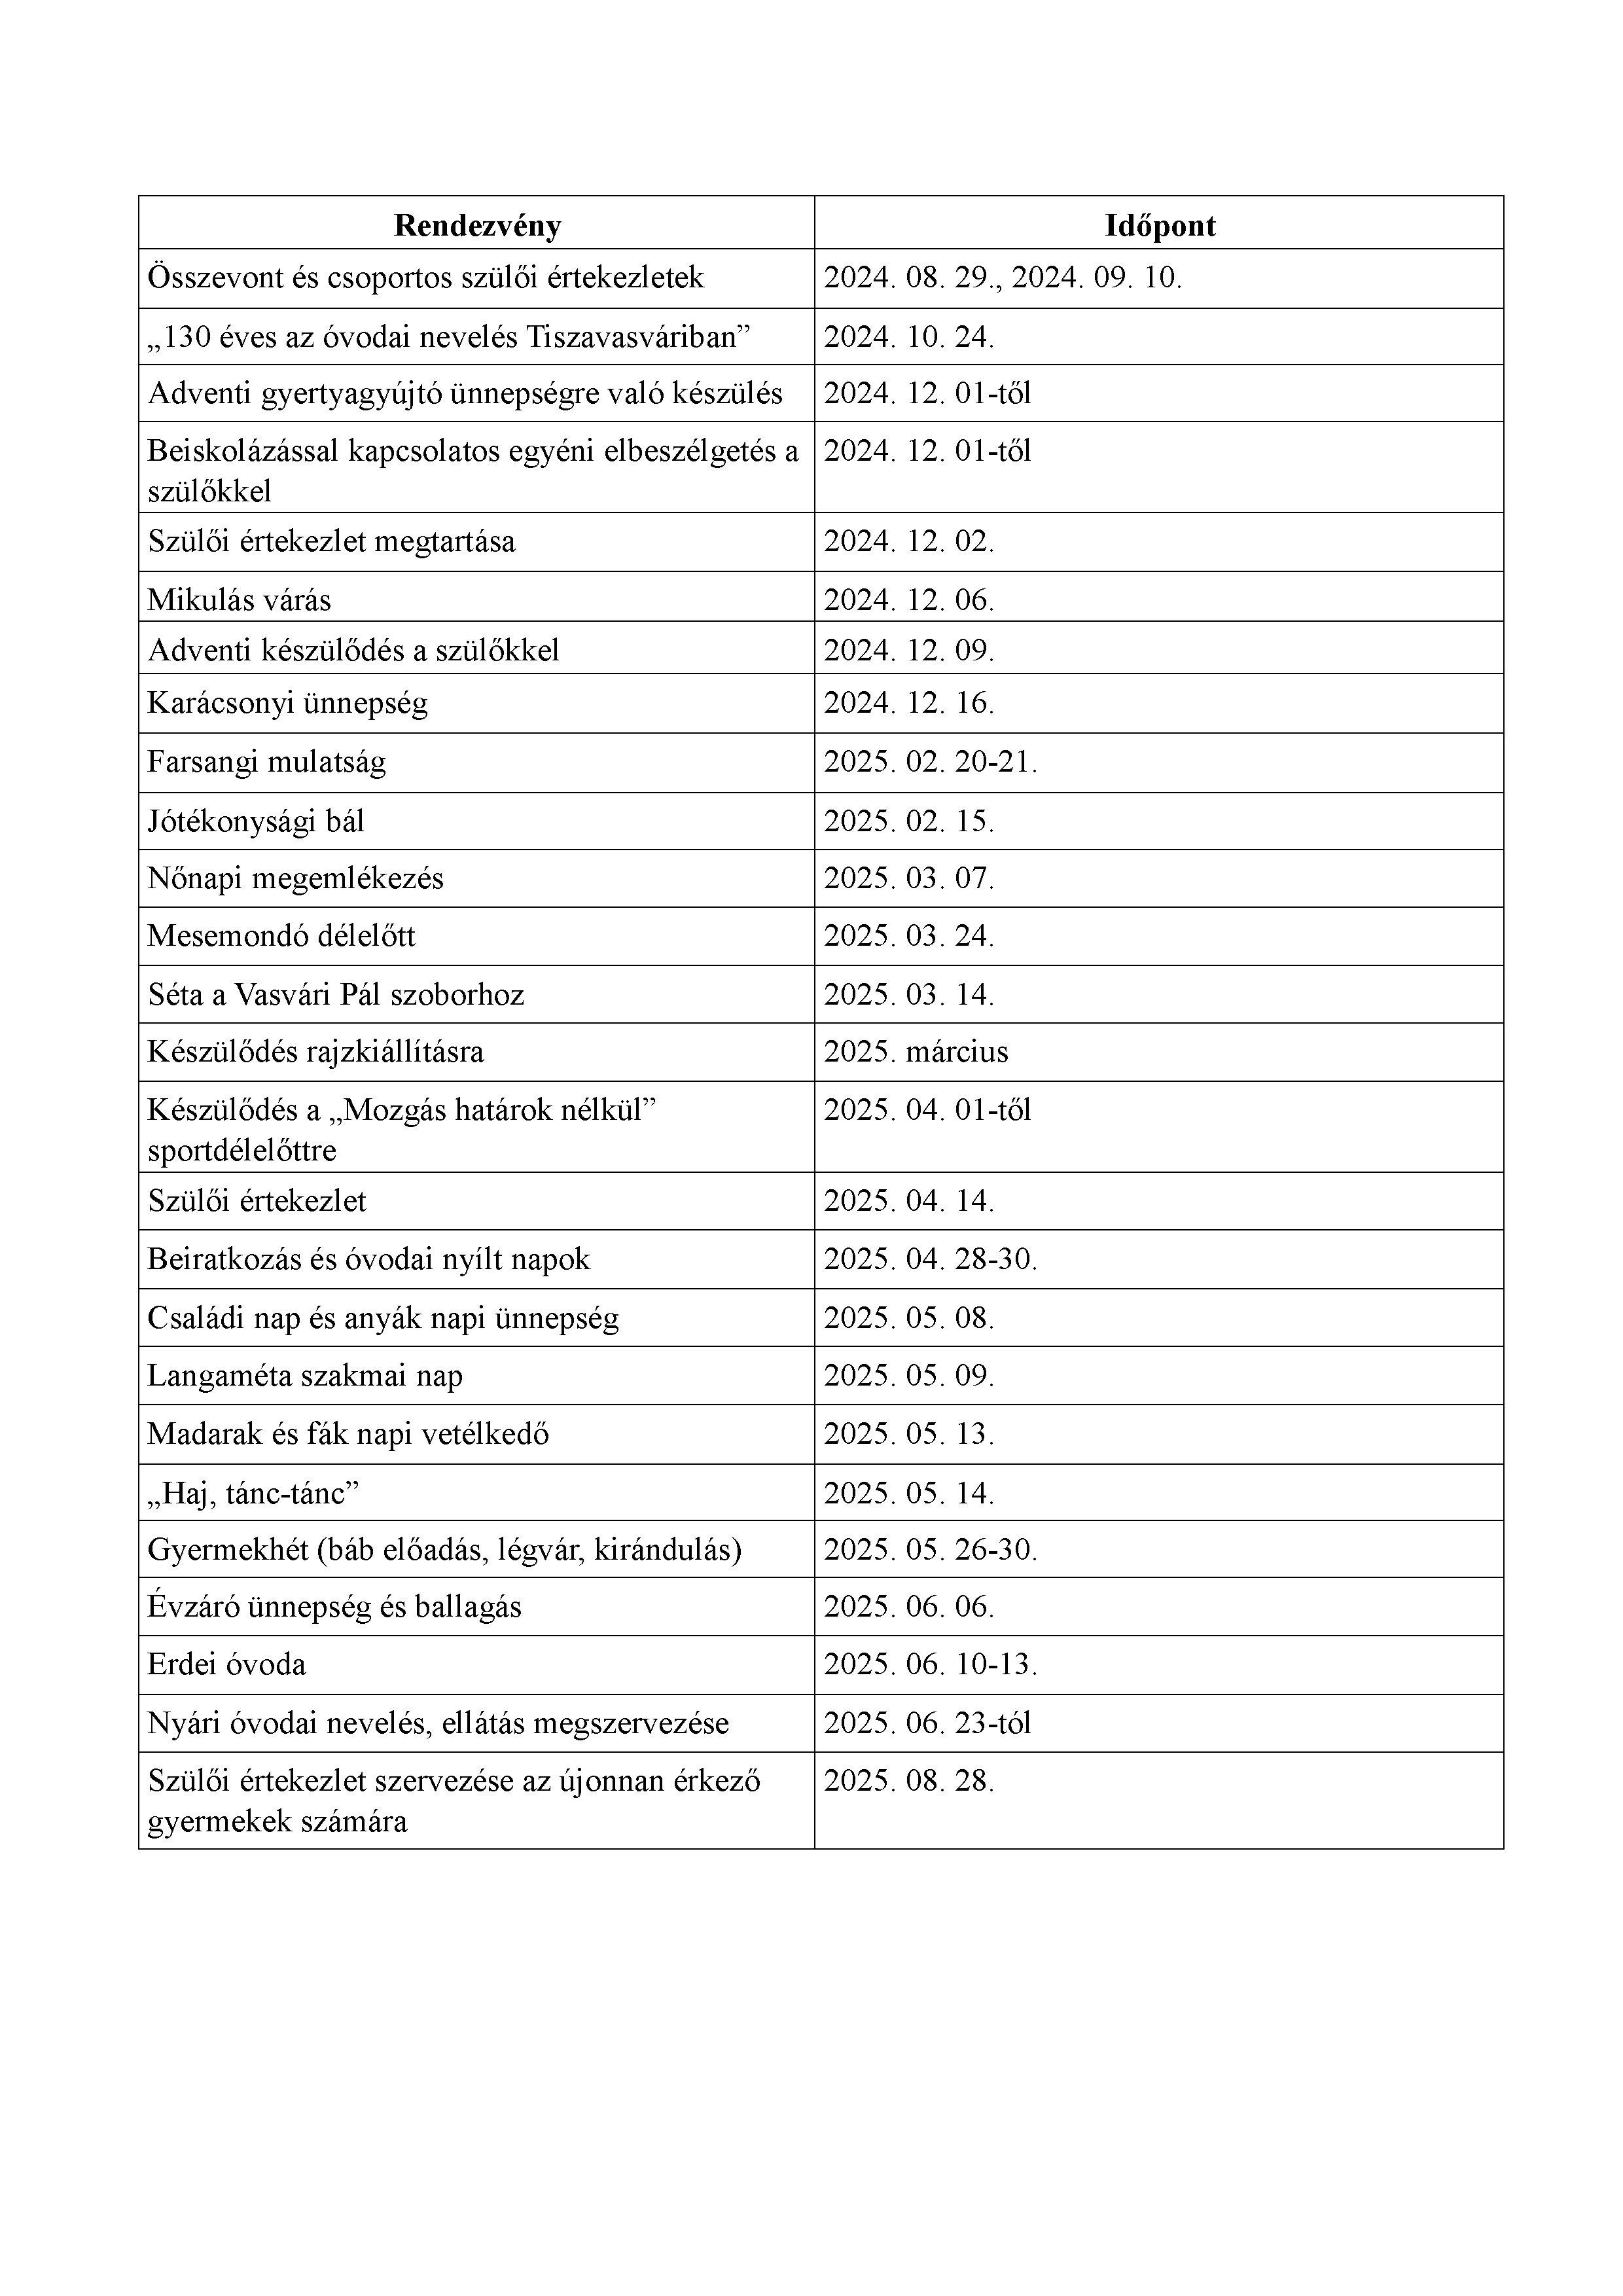 Rendezvény Időpont
Összevont és csoportos szülői értekezletek 2024. 08. 29., 2024. 09. 10.
„130 éves az óvodai nevelés Tiszavasváriban” 2024. 10. 24.
Adventi gyertyagyújtó ünnepségre való készülés 2024. 12. 01-től
Beiskolázással kapcsolatos egyéni elbeszélgetés a 2024. 12. 01-től
szülőkkel
Szülői értekezlet megtartása 2024. 12. 02.
Mikulás várás 2024. 12. 06.
Adventi készülődés a szülőkkel 2024. 12. 09.
Karácsonyi ünnepség 2024. 12. 16.
Farsangi mulatság 2025. 02. 20-21.
Jótékonysági bál 2025. 02. 15.
Nőnapi megemlékezés 2025. 03. 07.
Mesemondó délelőtt 2025. 03. 24.
Séta a Vasvári Pál szoborhoz 2025. 03. 14.
Készülődés rajzkiállításra 2025. március
Készülődés a „Mozgás határok nélkül” 2025. 04. 01-től
sportdélelőttre
Szülői értekezlet 2025. 04. 14.
Beiratkozás és óvodai nyílt napok 2025. 04. 28-30.
Családi nap és anyák napi ünnepség 2025. 05. 08.
Langaméta szakmai nap 2025. 05. 09.
Madarak és fák napi vetélkedő 2025. 05. 13.
„Haj, tánc-tánc” 2025. 05. 14.
Gyermekhét (báb előadás, légvár, kirándulás) 2025. 05. 26-30.
Évzáró ünnepség és ballagás 2025. 06. 06.
Erdei óvoda 2025. 06. 10-13.
Nyári óvodai nevelés, ellátás megszervezése 2025. 06. 23-tól
Szülői értekezlet szervezése az újonnan érkező 2025. 08. 28.
gyermekek számára